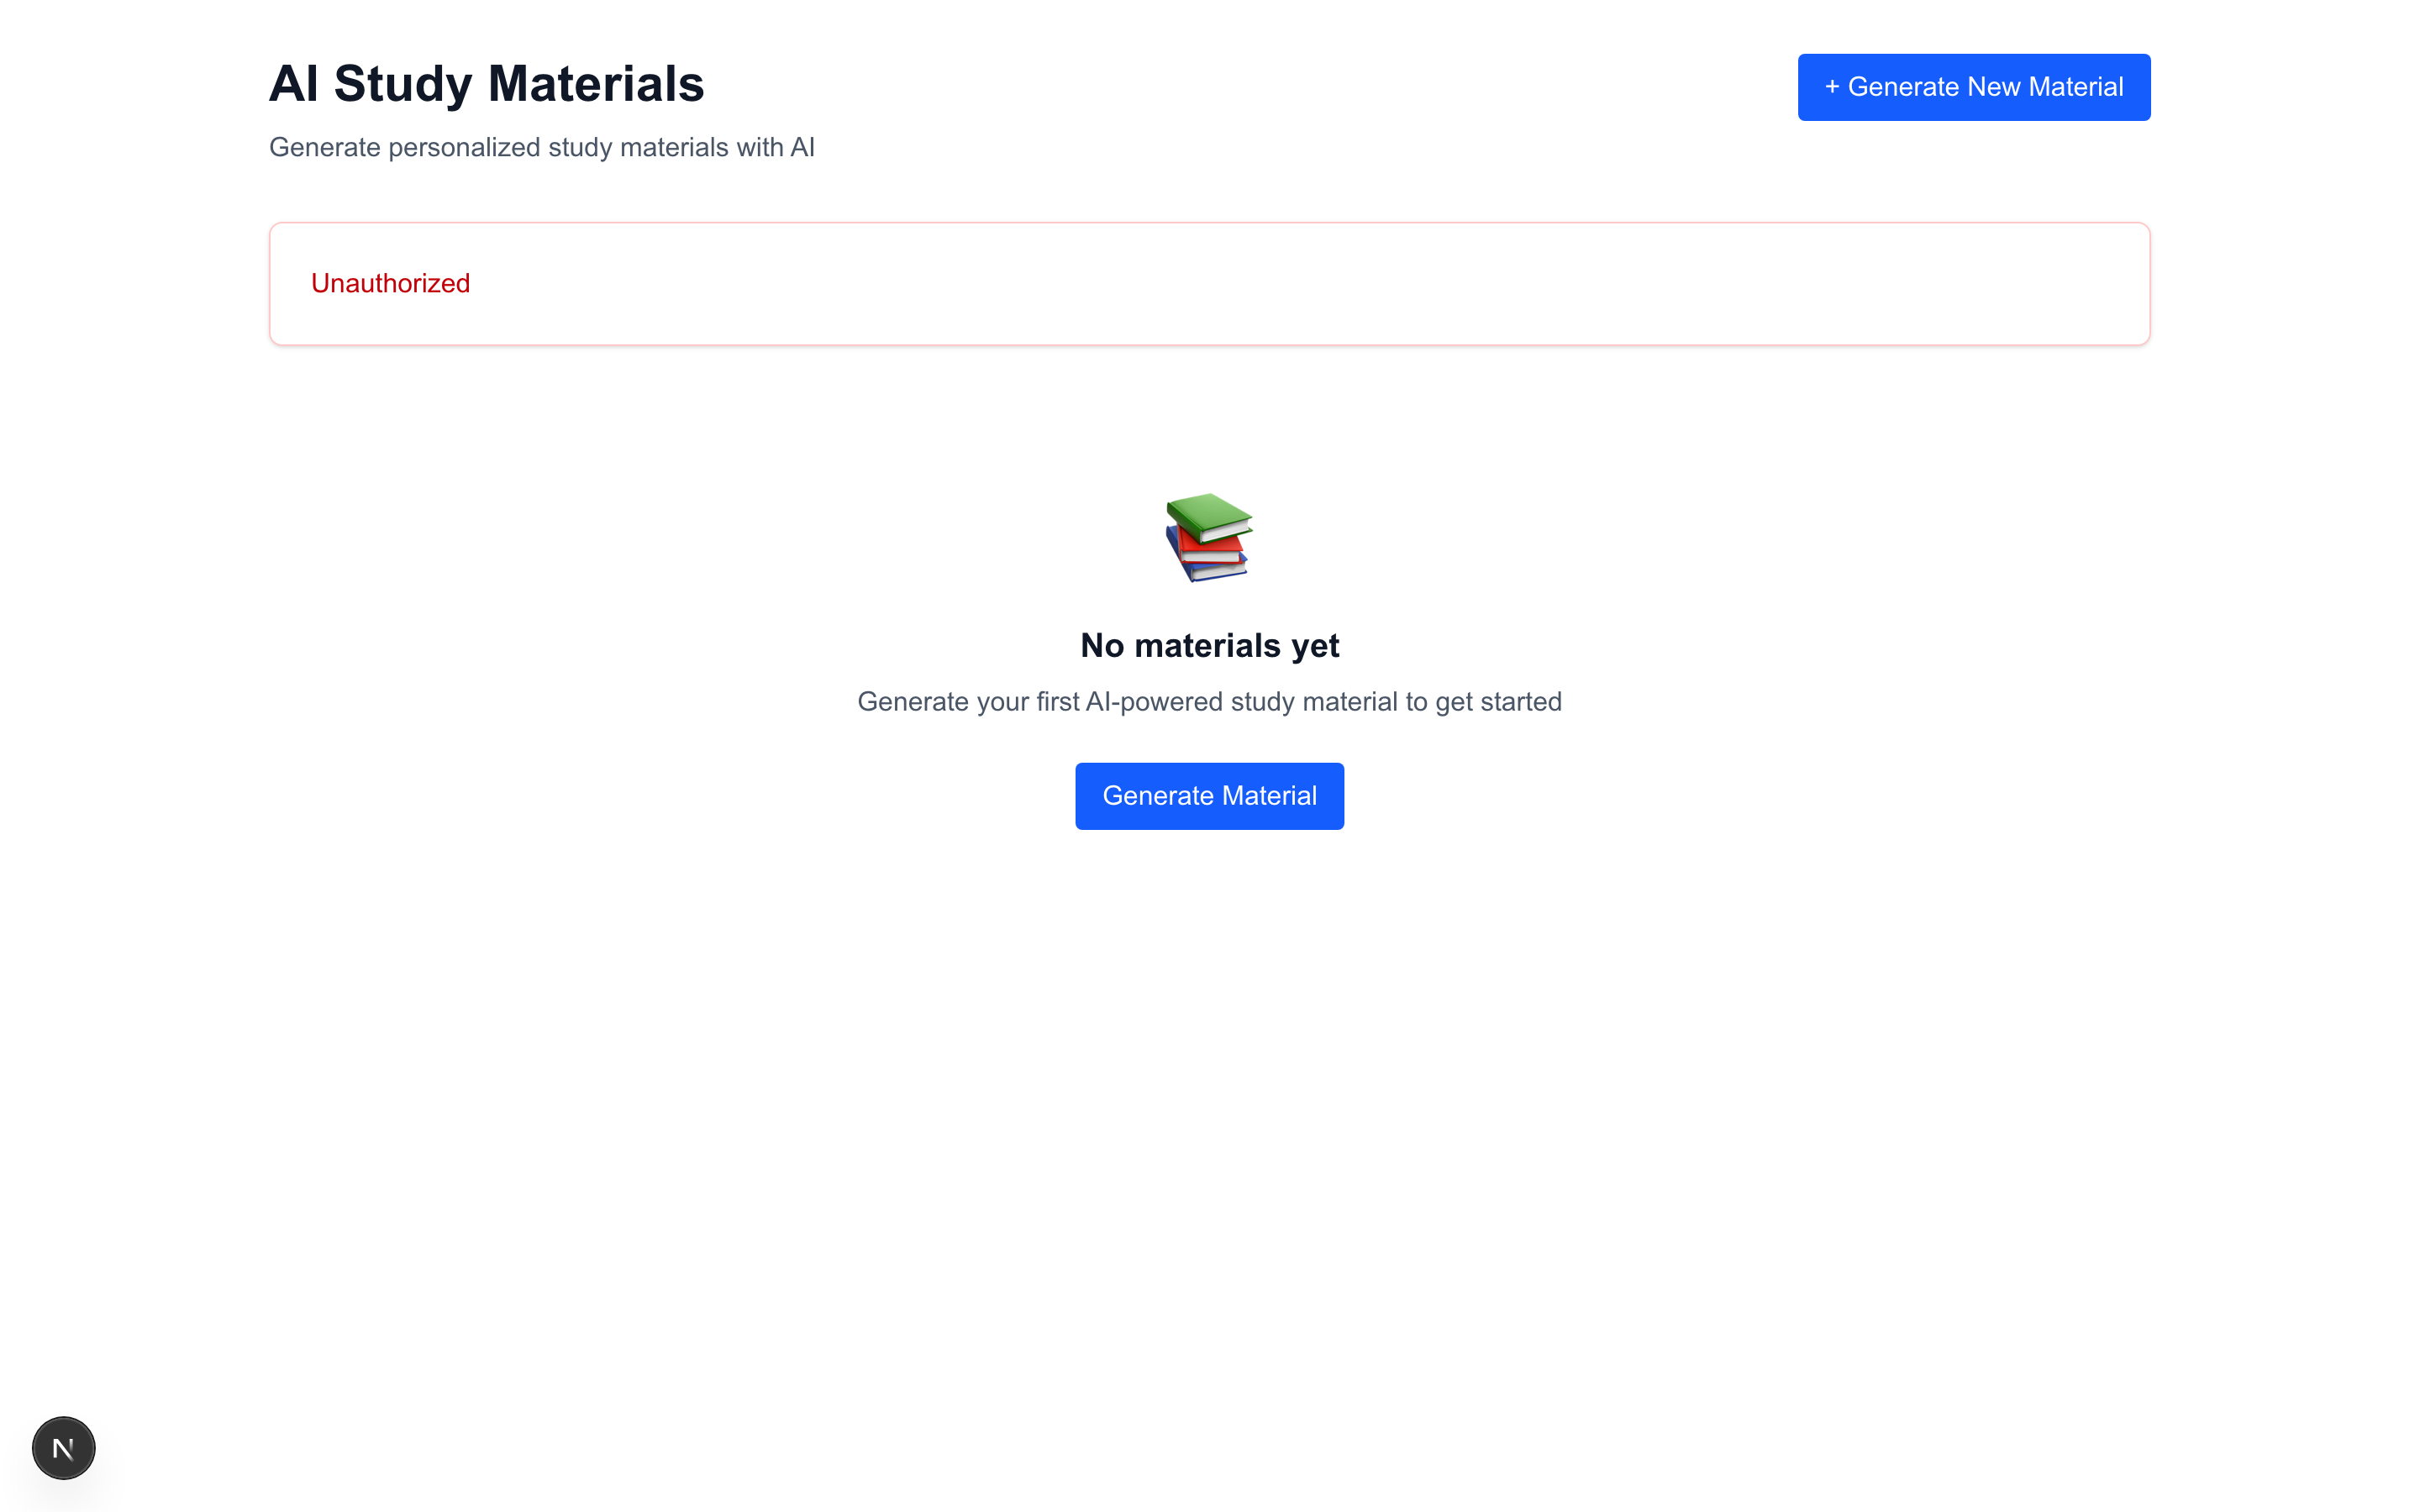 AI Study Materials
+ Generate New Material
Generate personalized study materials with AI
Unauthorized
No materials yet
Generate your first AI-powered study material to get started
Generate Material
N